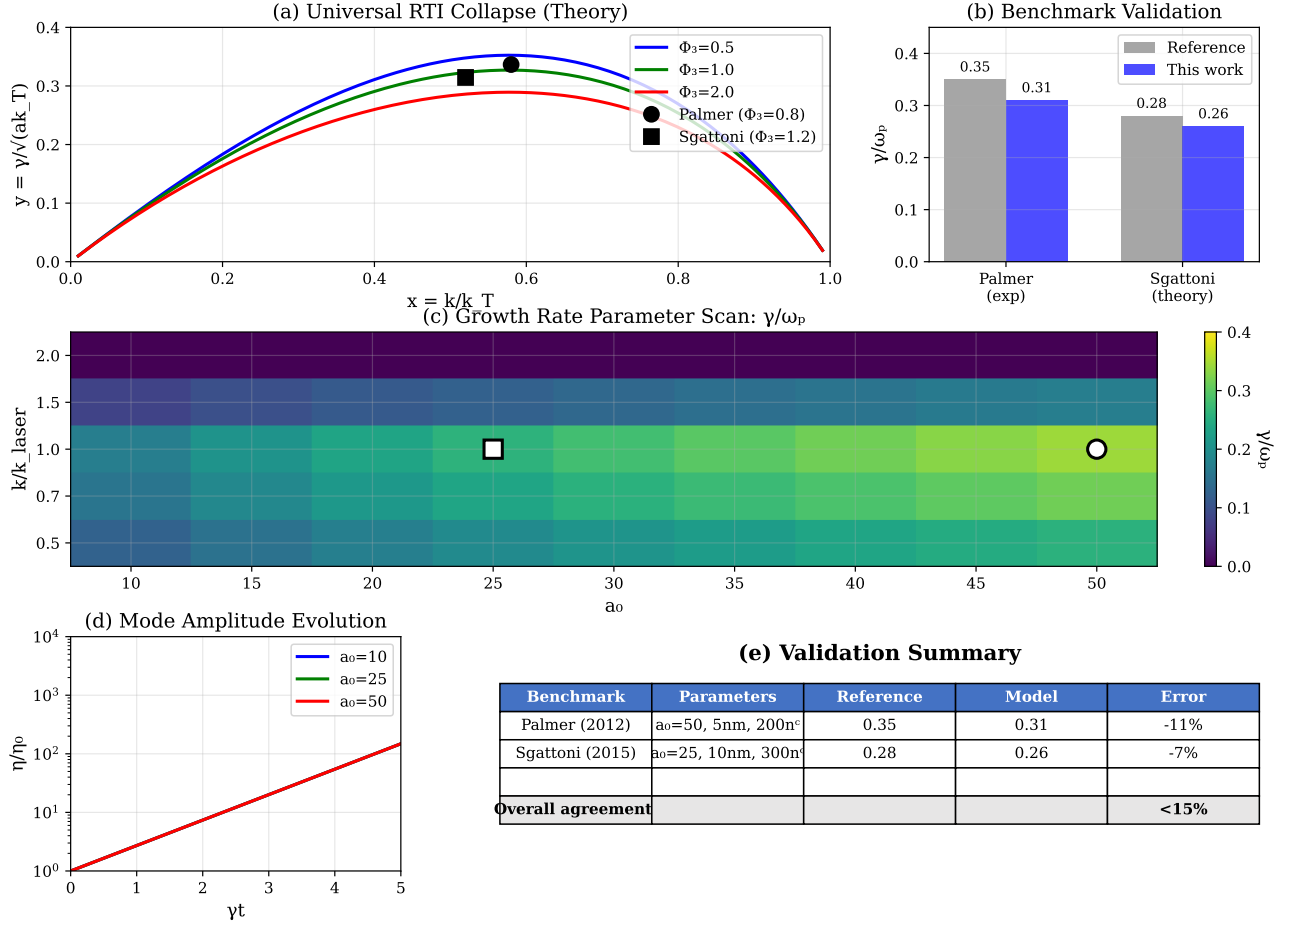 (a) Universal RTI Collapse (Theory)
y = γ/√(ak_T)
0.4
0.3
0.2
0.1
0.0
0.0 0.2 0.4 0.6 0.8 1.0
x = k/k_T
Φ₃=0.5
Φ₃=1.0
Φ₃=2.0
Palmer (Φ₃=0.8)
Sgattoni (Φ₃=1.2)
(b) Benchmark Validation
γ/ωₚ
0.4
0.3
0.2
0.1
0.0
Reference
This work
0.35
0.31
0.28
0.26
Palmer
(exp)
Sgattoni
(theory)
(c) Growth Rate Parameter Scan: γ/ωₚ
k/k_laser
2.0
1.5
1.0
0.7
0.5
10 15 20 25 30 35 40 45 50
a₀
0.4
0.3
0.2
0.1
0.0
γ/ωₚ
(d) Mode Amplitude Evolution
η/η₀
10⁴
10³
10²
10¹
10⁰
0 1 2 3 4 5
γt
a₀=10
a₀=25
a₀=50
(e) Validation Summary
Benchmark Parameters Reference Model Error
Palmer (2012) a₀=50, 5nm, 200nᶜ 0.35 0.31 -11%
Sgattoni (2015) a₀=25, 10nm, 300nᶜ 0.28 0.26 -7%
Overall agreement <15%